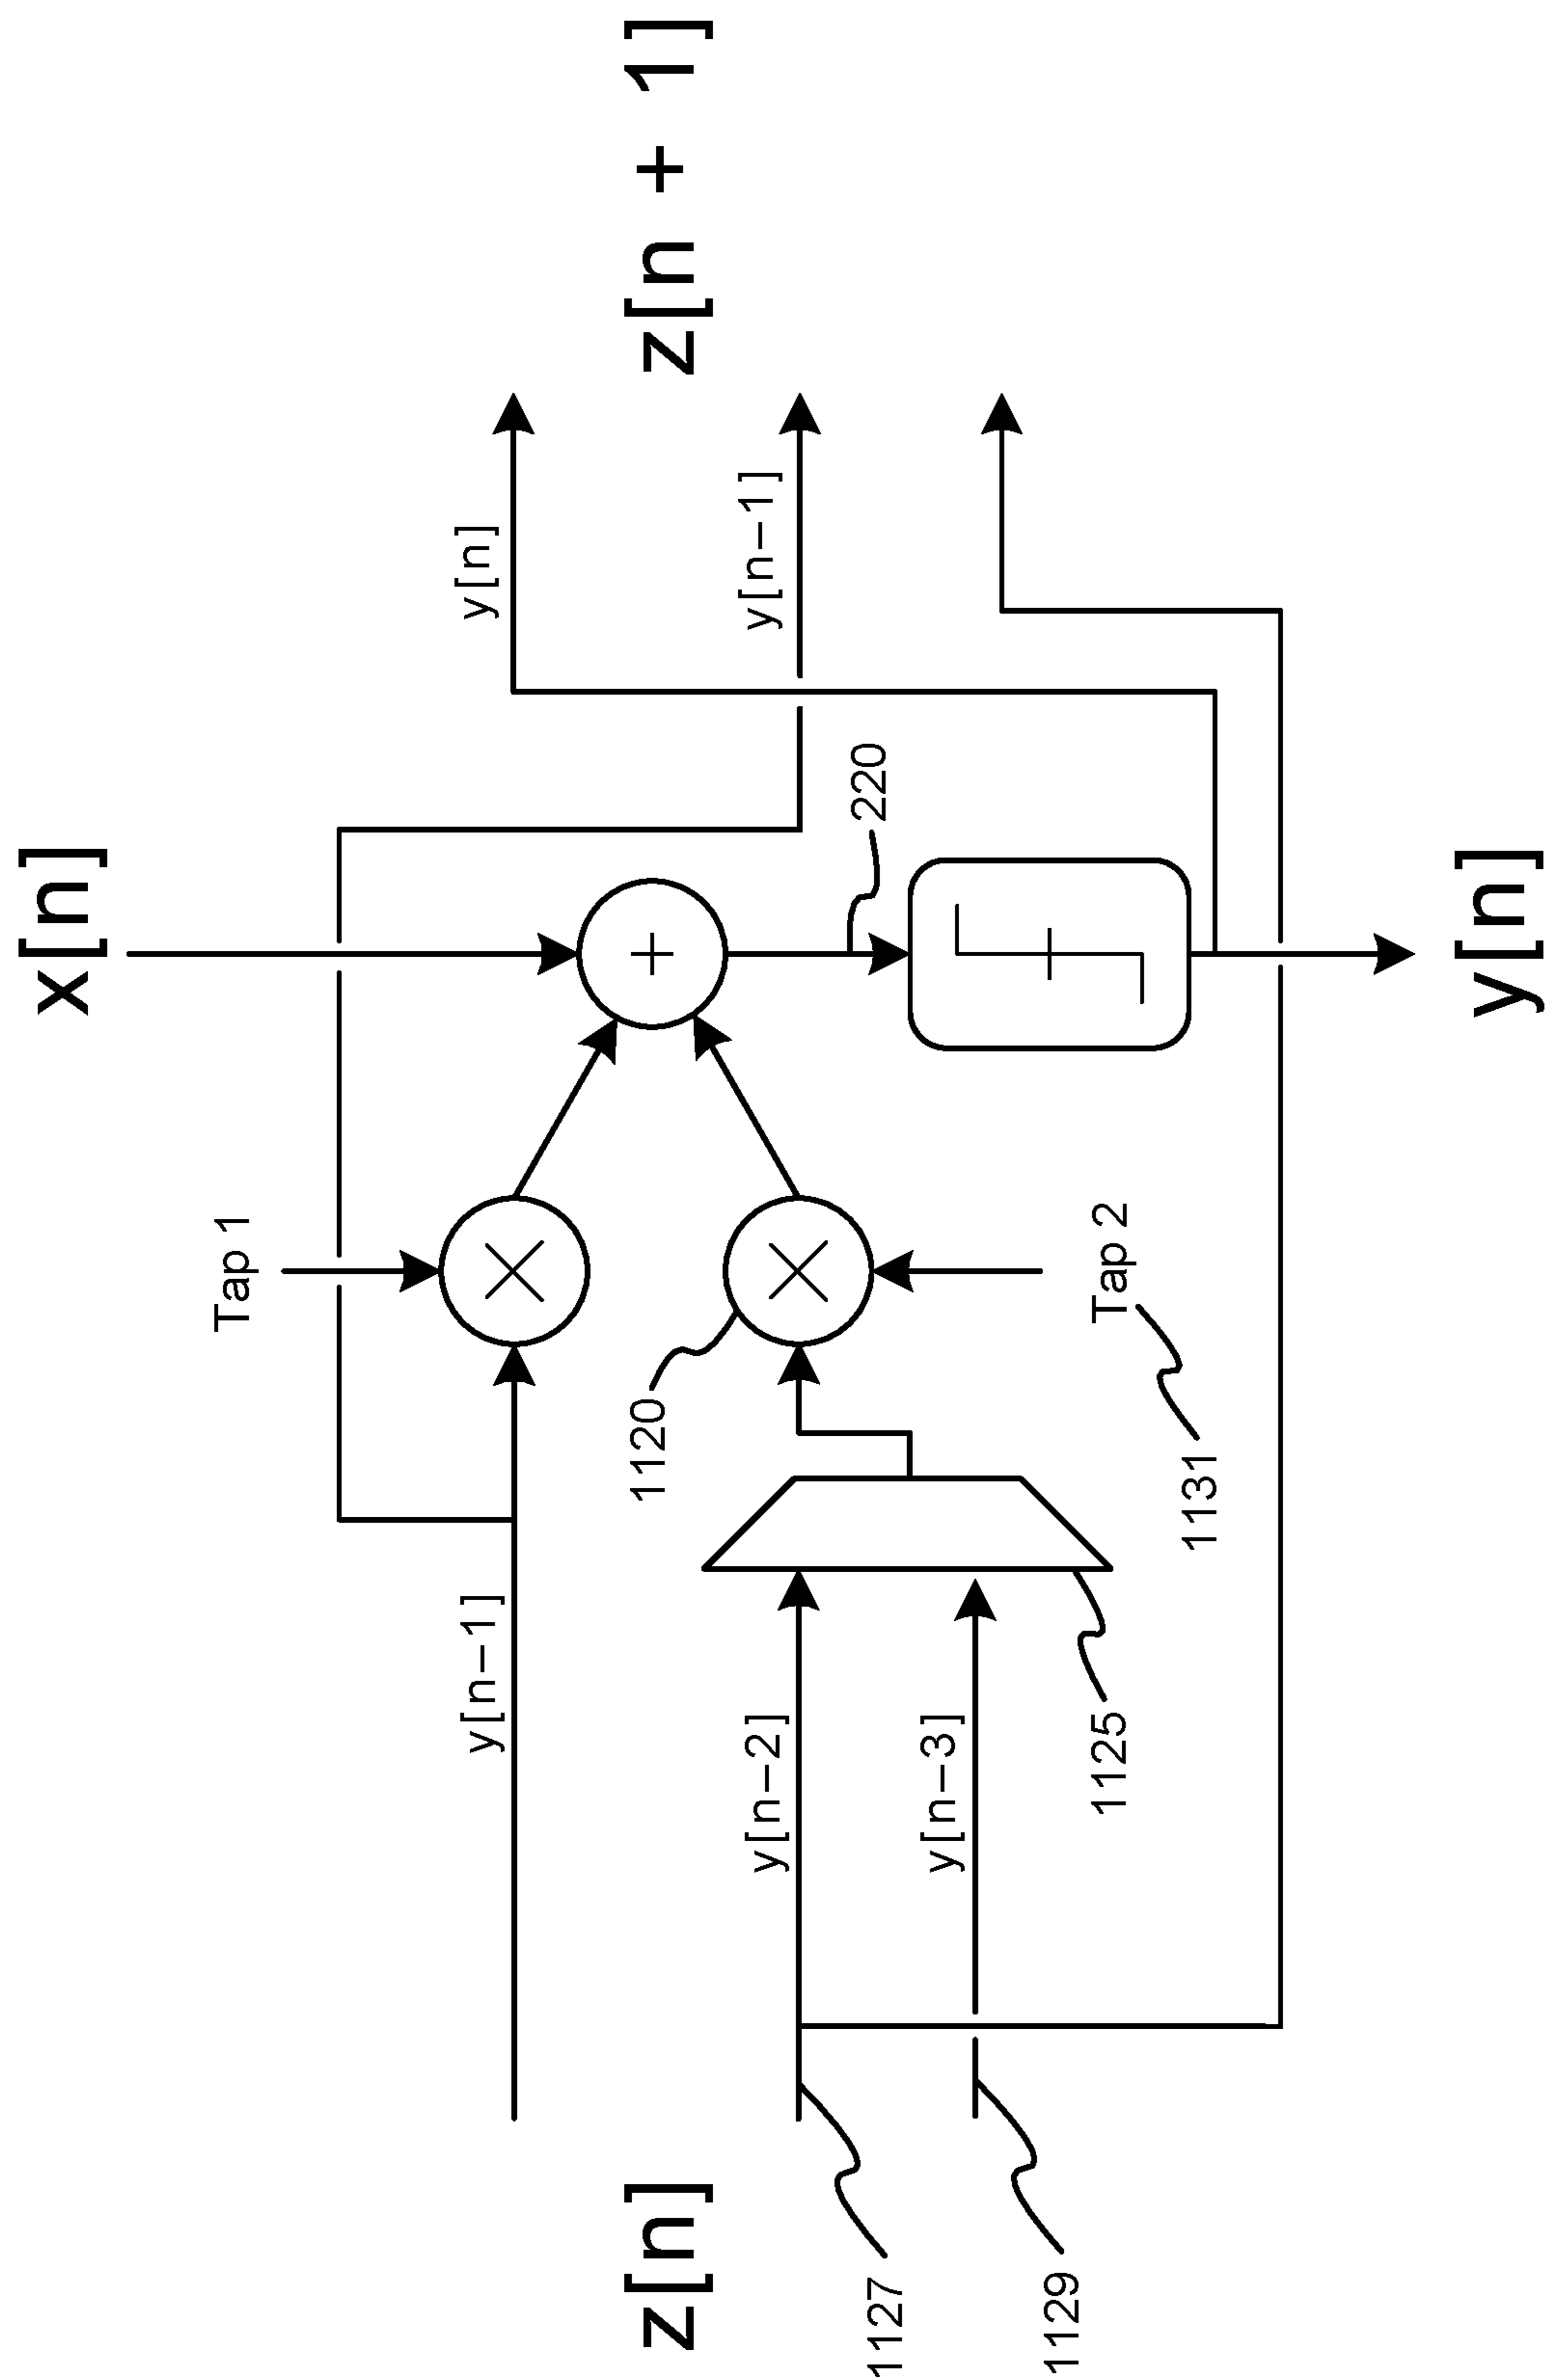 x[n]
Tap 1
y[n-1]
y[n]
z[n]
z[n + 1]
1120
y[n-1]
y[n-2]
220
1127
y[n-3]
1129
1125
Tap 2
1131
y[n]